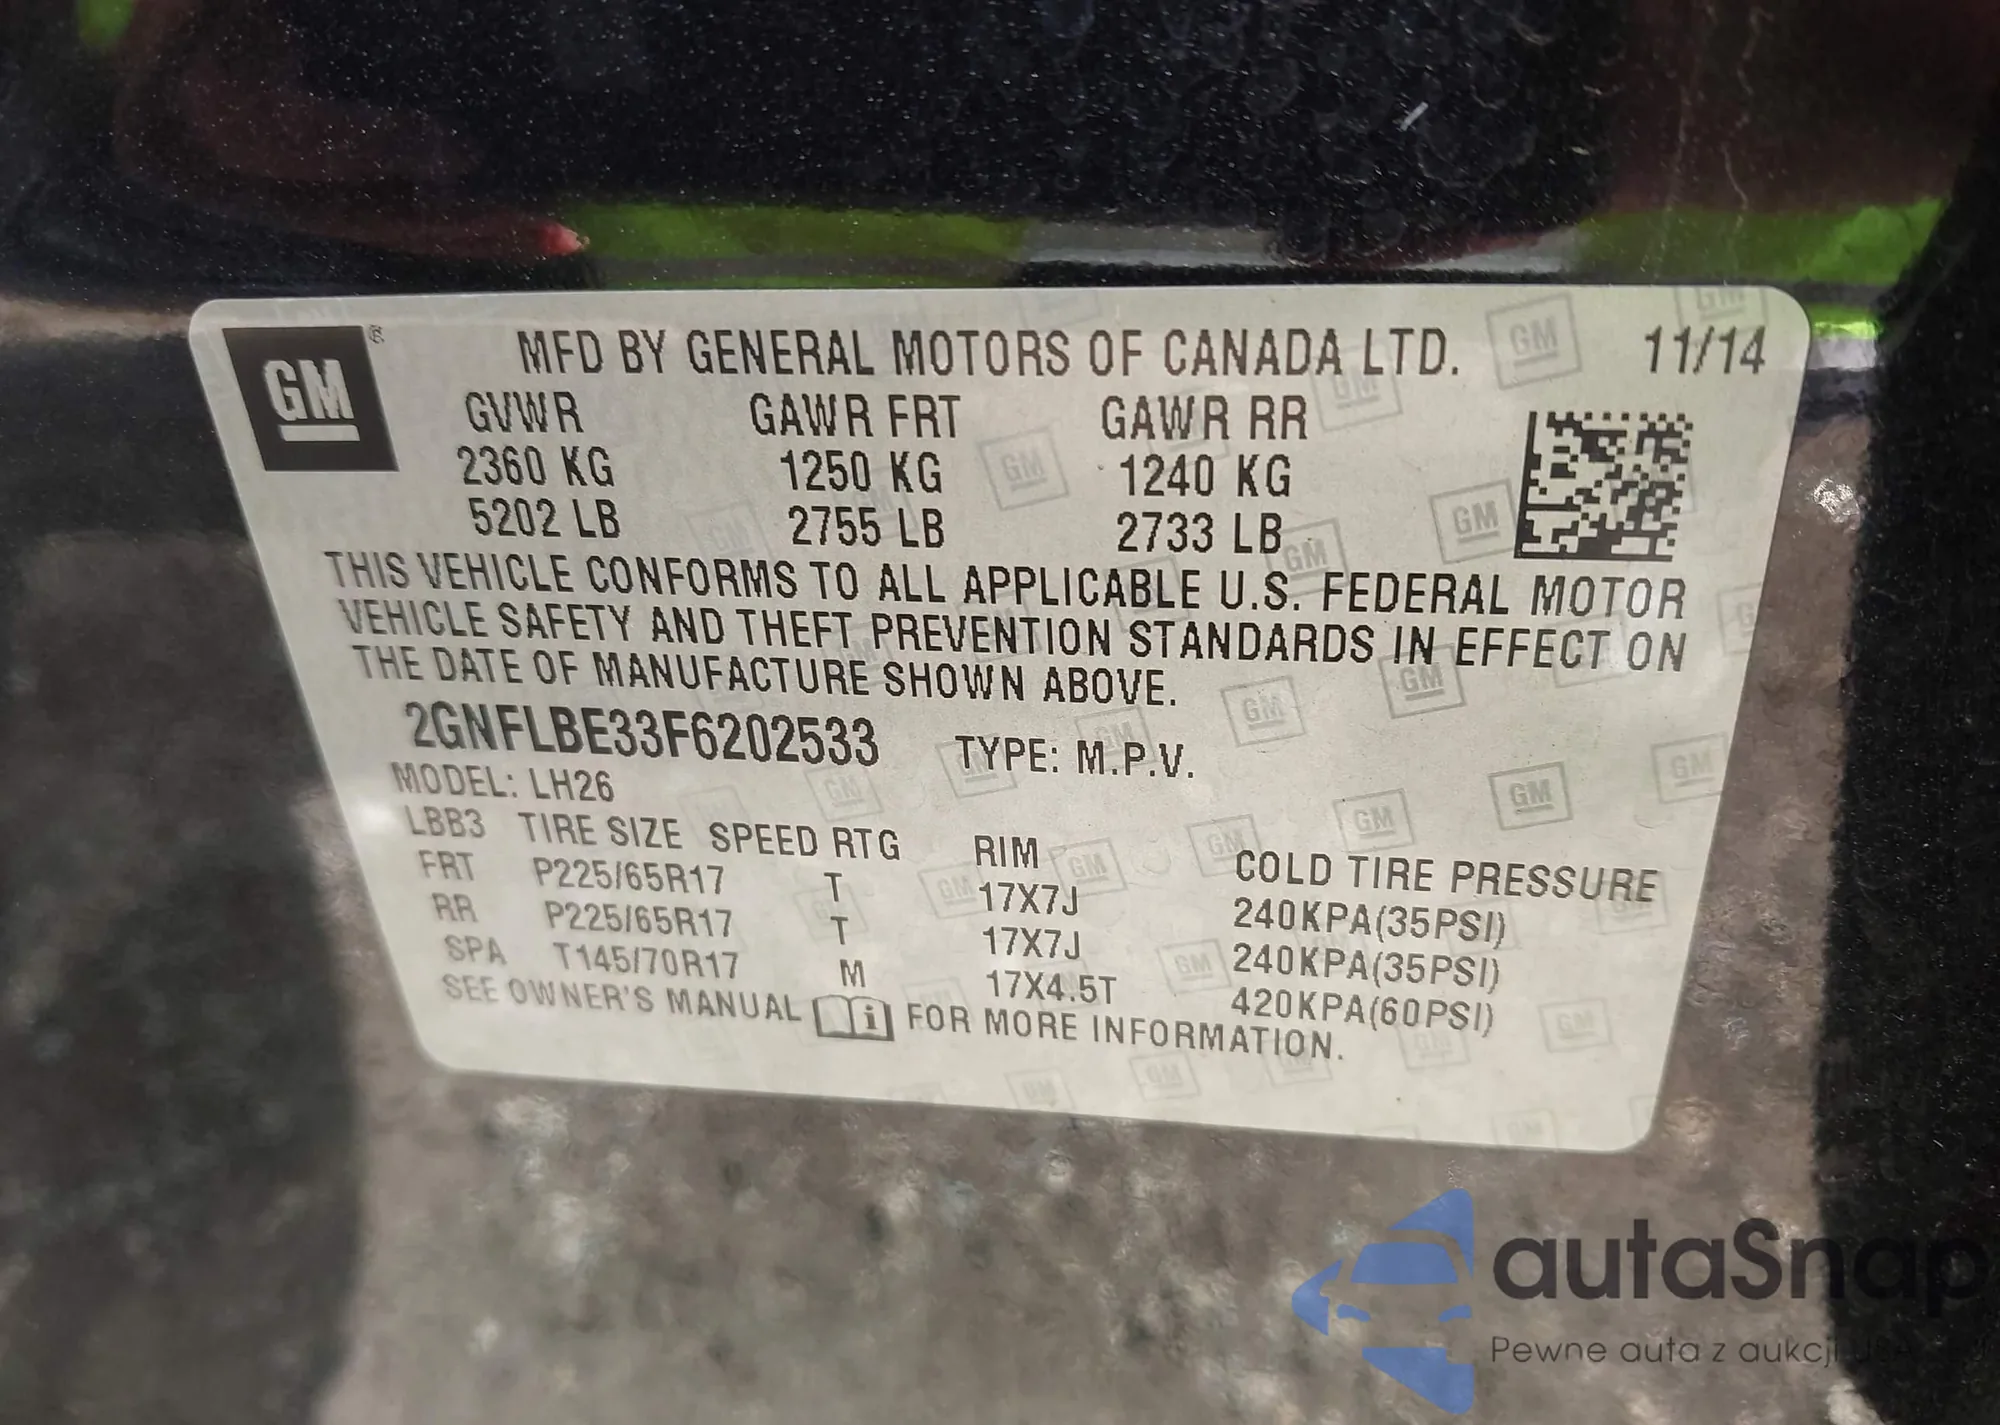 GM ®
MFD BY GENERAL MOTORS OF CANADA LTD. 11/14
GVWR GAWR FRT GAWR RR
2360 KG 1250 KG 1240 KG
5202 LB 2755 LB 2733 LB
THIS VEHICLE CONFORMS TO ALL APPLICABLE U.S. FEDERAL MOTOR
VEHICLE SAFETY AND THEFT PREVENTION STANDARDS IN EFFECT ON
THE DATE OF MANUFACTURE SHOWN ABOVE.
2GNFLBE33F6202533 TYPE: M.P.V.
MODEL: LH26
LBB3 TIRE SIZE SPEED RTG RIM COLD TIRE PRESSURE
FRT P225/65R17 T 17X7J 240KPA(35PSI)
RR P225/65R17 T 17X7J 240KPA(35PSI)
SPA T145/70R17 M 17X4.5T 420KPA(60PSI)
SEE OWNER'S MANUAL i FOR MORE INFORMATION.
autaSnap
Pewne auta z aukcji